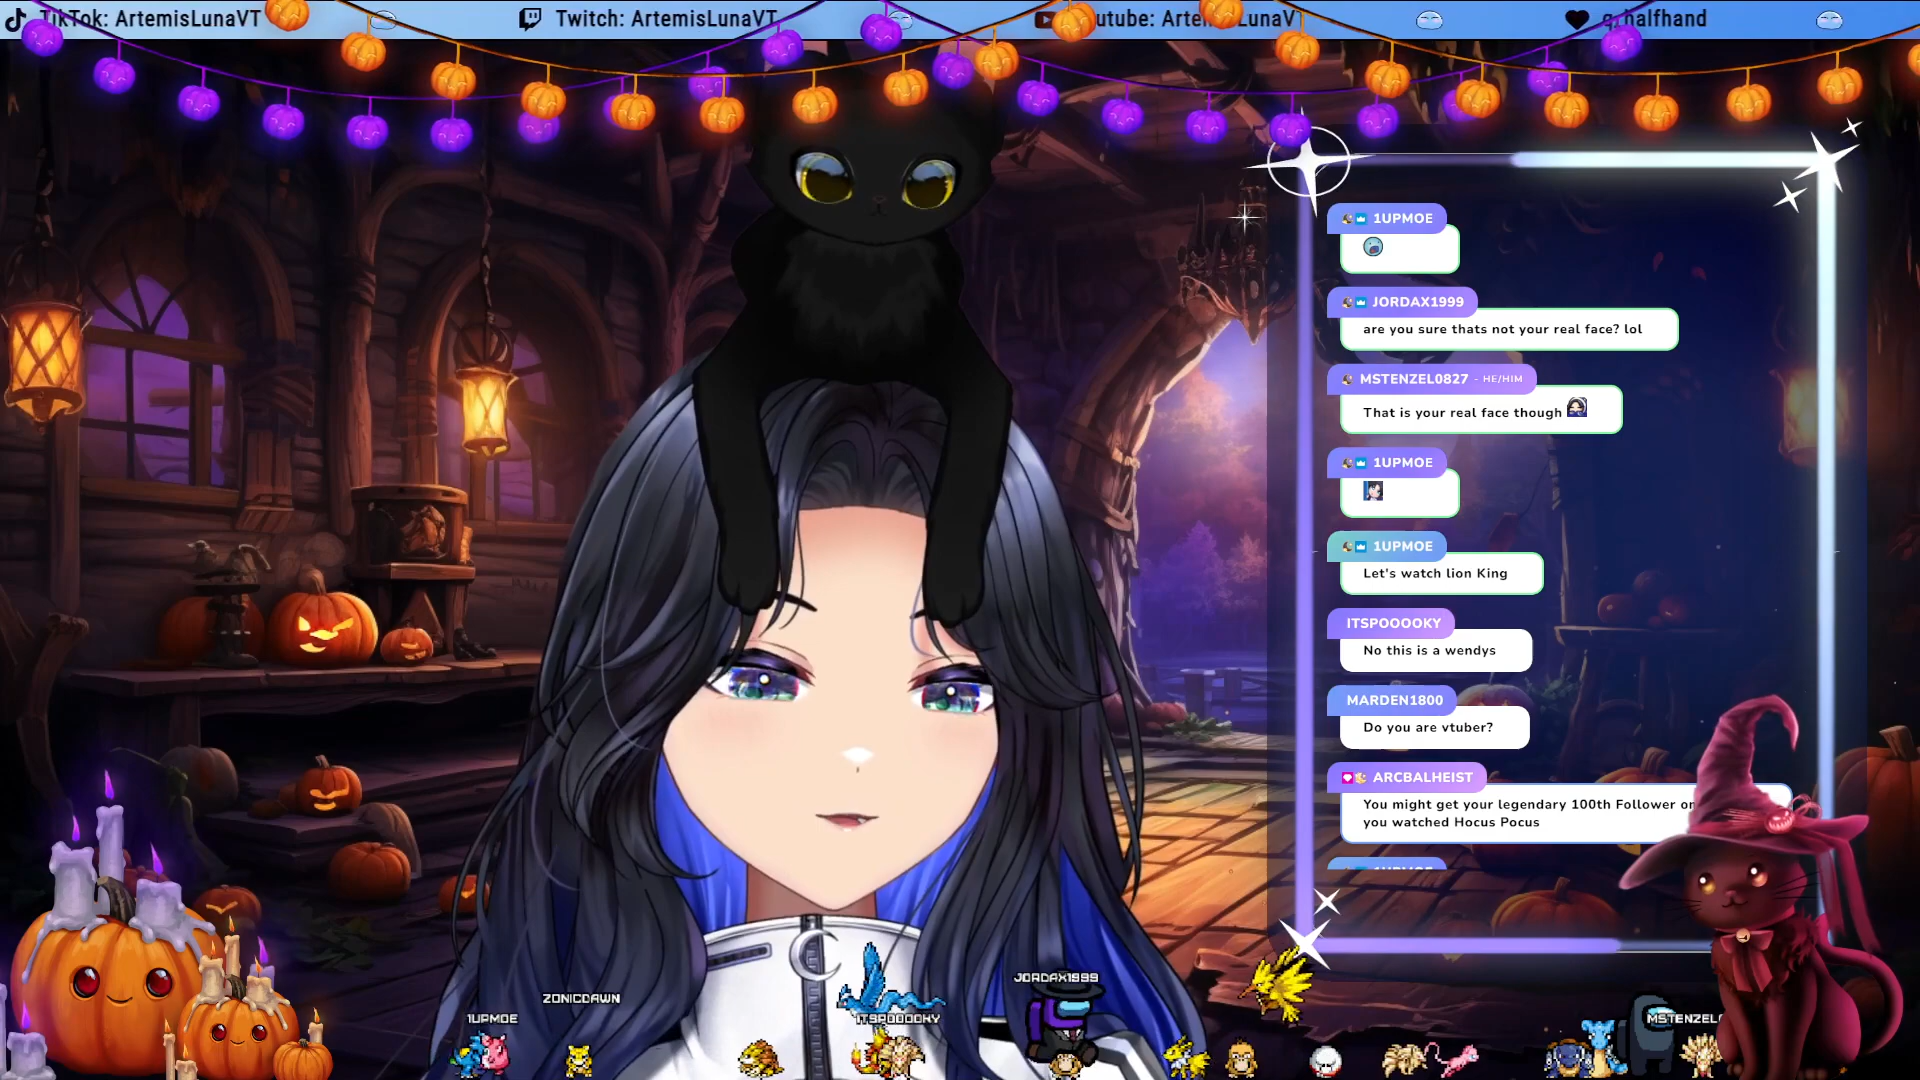 TikTok: ArtemisLunaVT
Twitch: ArtemisLunaVT
1UPMOE
JORDAX1999
are you sure thats not your real face? lol
MSTENZEL0827 - HE/HIM
That is your real face though
1UPMOE
1UPMOE
Let's watch lion King
ITSPOOOOKY
No this is a wendys
MARDEN1800
Do you are vtuber?
ARCBALHEIST
You might get your legendary 100th Follower
you watched Hocus Pocus
1UPMOE
ZONICDAWN
ITSPOOOOKY
JORDAX1999